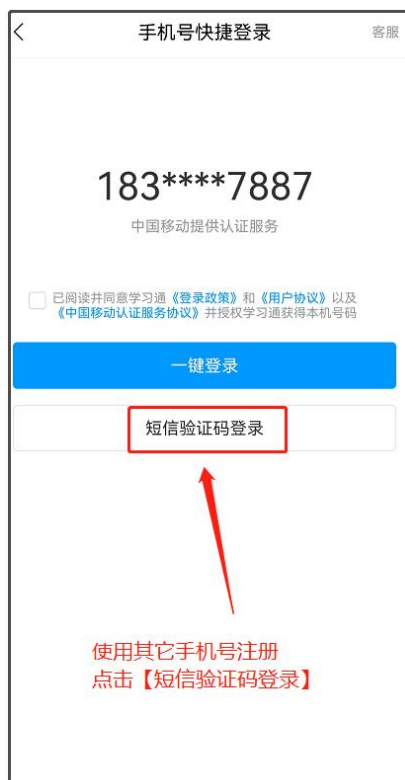 手机号快捷登录
客服
183****7887
中国移动提供认证服务
已阅读并同意学习通《登录政策》和《用户协议》以及
《中国移动认证服务协议》并授权学习通获得本机号码
一键登录
短信验证码登录
使用其它手机号注册
点击【短信验证码登录】